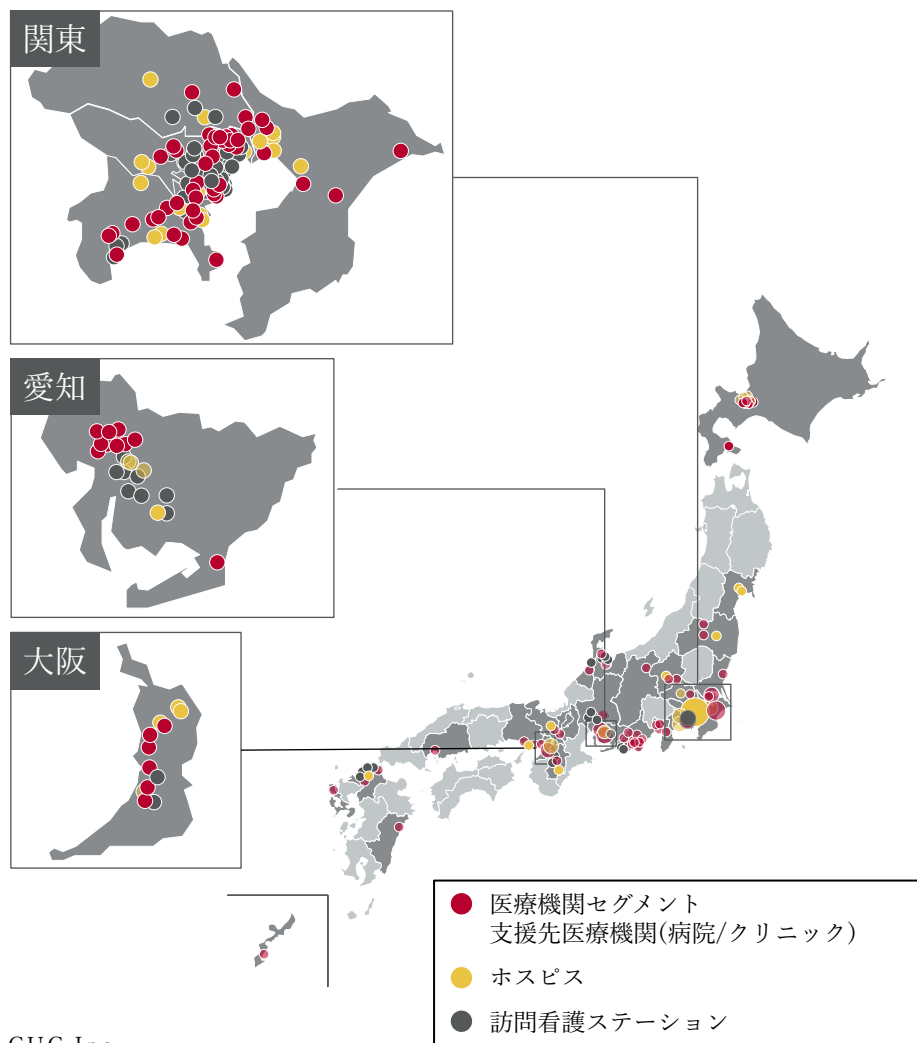 関東
愛知
大阪
医療機関セグメント
支援先医療機関(病院/クリニック)
ホスピス
訪問看護ステーション